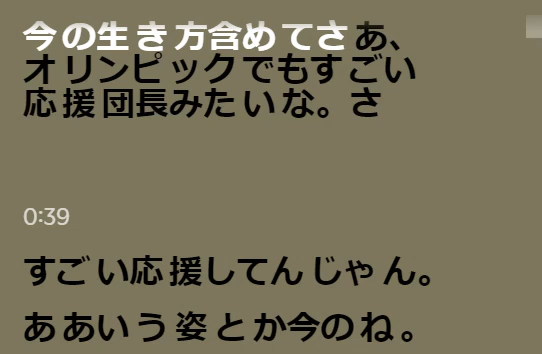 今の生き方含めてさあ、
オリンピックでもすごい
応援団長みたいな。さ
0:39
すごい応援してんじゃん。
ああいう姿とか今のね。